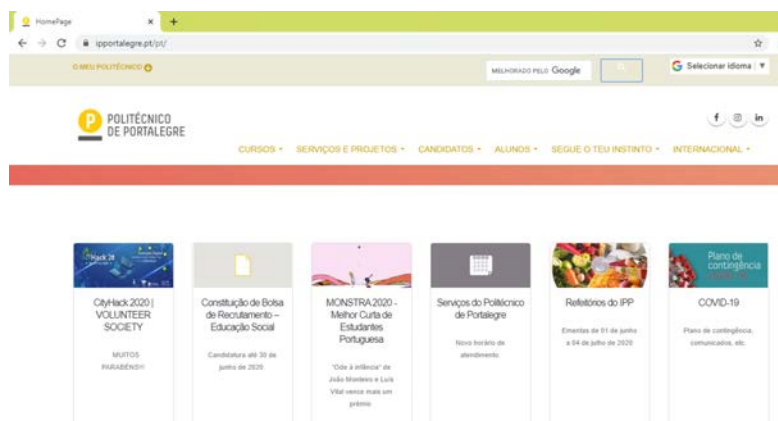 HomePage
ipportalegre.pt/pt/
O MEU POLITÉCNICO
MELHORADO PELO Google
Selecionar idioma
POLITÉCNICO
DE PORTALEGRE
CURSOS
SERVIÇOS E PROJETOS
CANDIDATOS
ALUNOS
SEGUE O TEU INSTINTO
INTERNACIONAL
CityHack 2020 |
VOLUNTEER
SOCIETY
MUITOS
PARABÉNS!!!
Constituição de Bolsa
de Recrutamento –
Educação Social
Candidatura até 30 de
junho de 2020
MONSTRA 2020 -
Melhor Curta de
Estudantes
Portuguesa
"Ode à infância" de
João Monteiro e Luís
Vital vence mais um
prémio
Serviços do Politécnico
de Portalegre
Novo horário de
atendimento
Refeitórios do IPP
Ementas de 01 de junho
a 04 de julho de 2020
Plano de
contingência
COVID-19
Plano de contingência,
comunicados, etc.